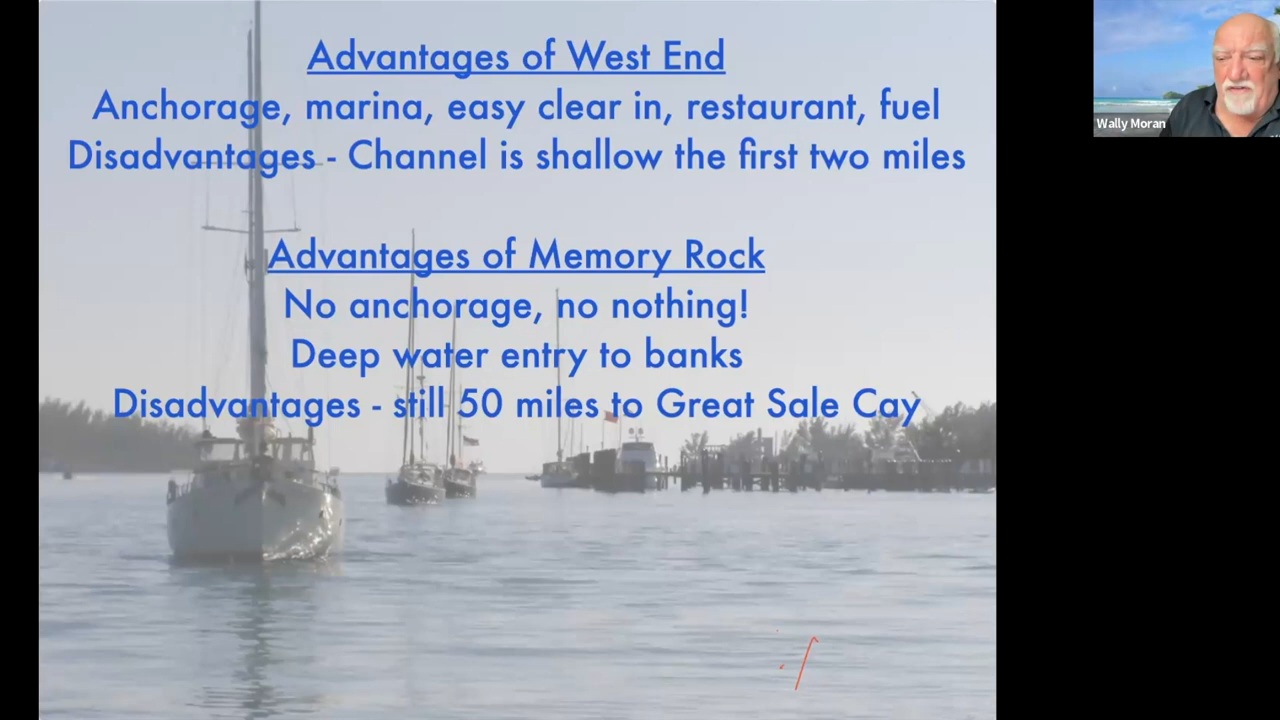 Advantages of West End
Anchorage, marina, easy clear in, restaurant, fuel
Disadvantages - Channel is shallow the first two miles
Advantages of Memory Rock
No anchorage, no nothing!
Deep water entry to banks
Disadvantages - still 50 miles to Great Sale Cay
Wally Moran